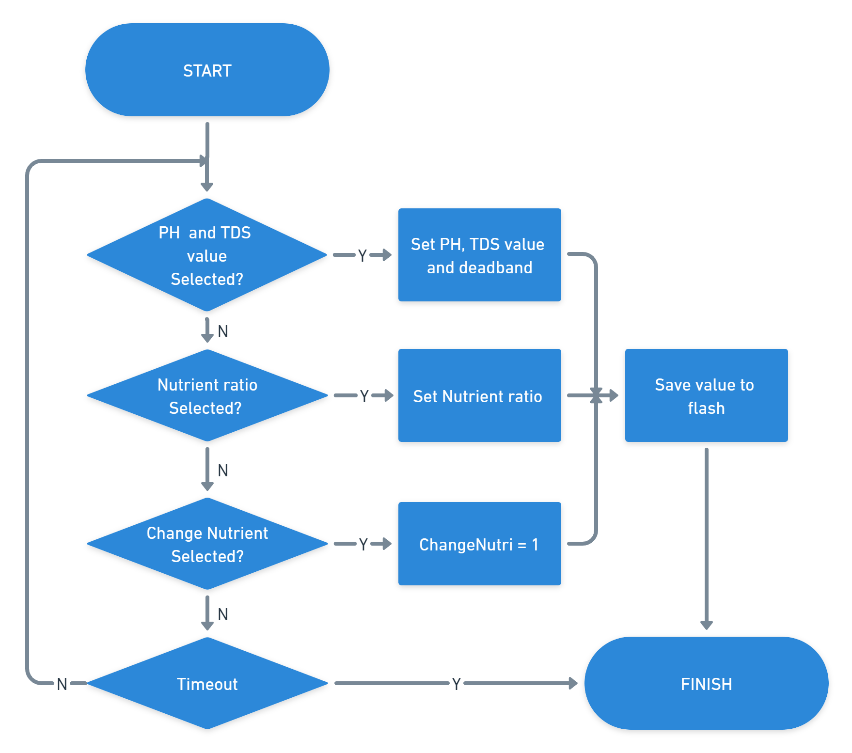 START
PH and TDS
value
Selected?
Y
Set PH, TDS value
and deadband
N
Nutrient ratio
Selected?
Y
Set Nutrient ratio
Save value to
flash
N
Change Nutrient
Selected?
Y
ChangeNutri = 1
N
N
Timeout
Y
FINISH